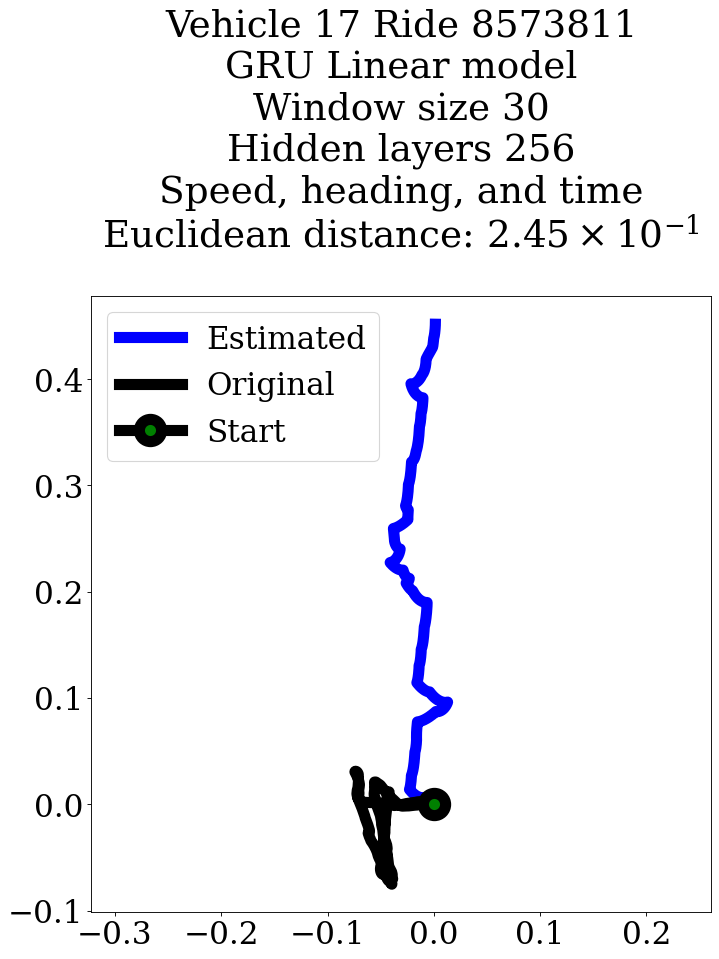 Vehicle 17 Ride 8573811
GRU Linear model
Window size 30
Hidden layers 256
Speed, heading, and time
Euclidean distance: 2.45 × 10⁻¹
Estimated
Original
Start
0.4
0.3
0.2
0.1
0.0
−0.1
−0.3
−0.2
−0.1
0.0
0.1
0.2